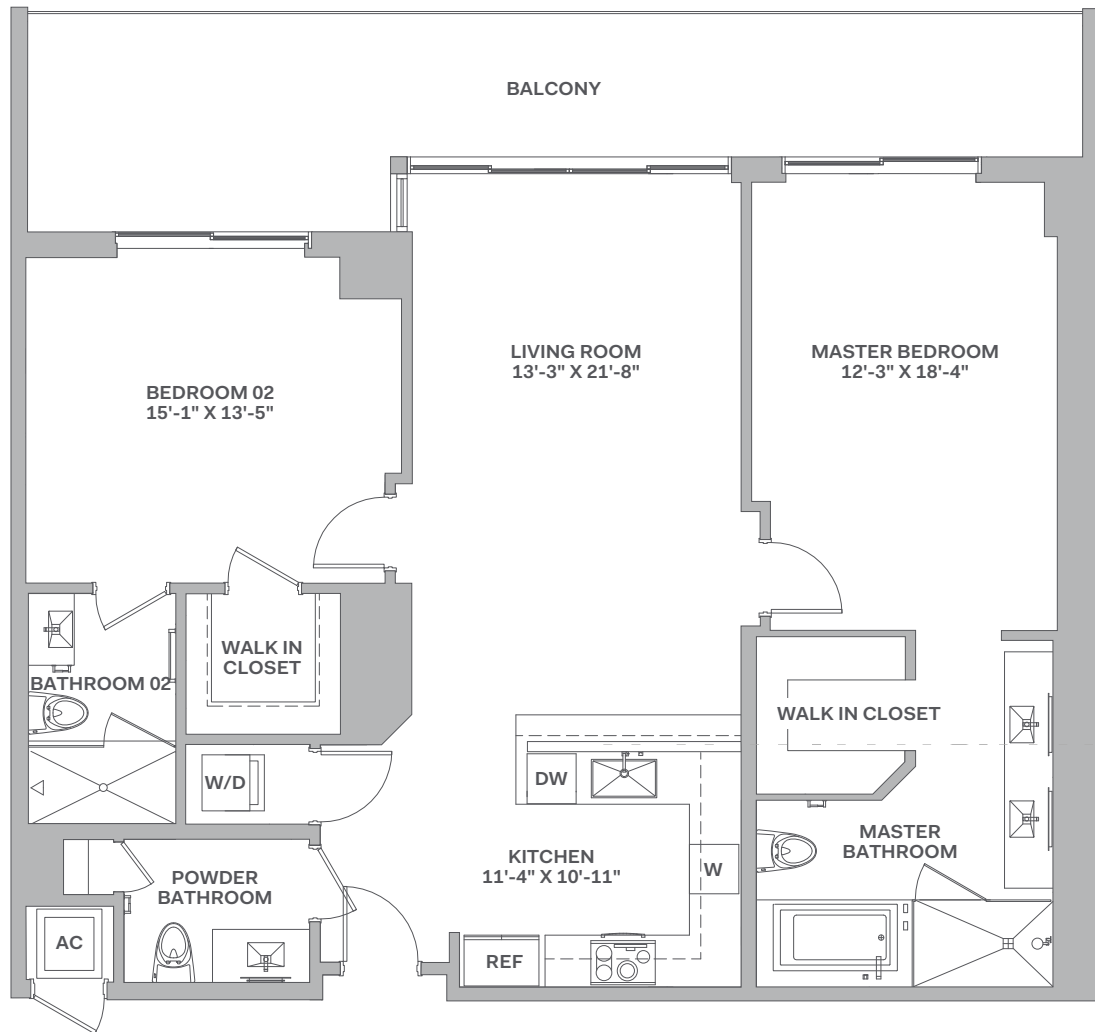 BALCONY
LIVING ROOM
13'-3" X 21'-8"
MASTER BEDROOM
12'-3" X 18'-4"
BEDROOM 02
15'-1" X 13'-5"
WALK IN
CLOSET
BATHROOM 02
WALK IN CLOSET
W/D
DW
MASTER
BATHROOM
KITCHEN
11'-4" X 10'-11"
W
POWDER
BATHROOM
AC
REF